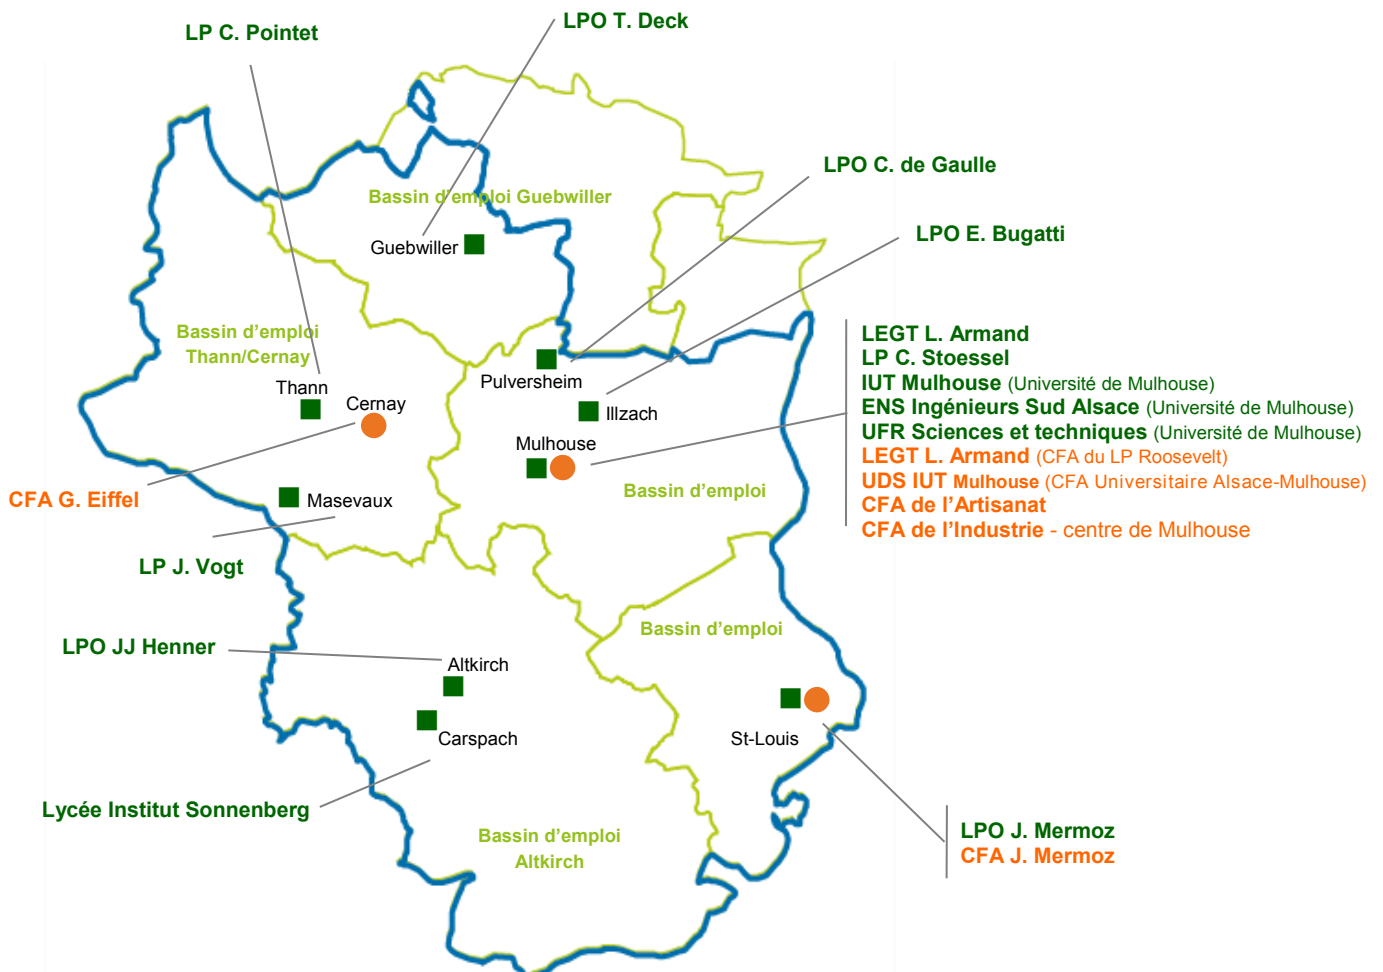 LPO T. Deck
LP C. Pointet
LPO C. de Gaulle
Bassin d'emploi Guebwiller
LPO E. Bugatti
Guebwiller
Bassin d'emploi
Thann/Cernay
LEGT L. Armand
LP C. Stoessel
IUT Mulhouse (Université de Mulhouse)
ENS Ingénieurs Sud Alsace (Université de Mulhouse)
UFR Sciences et techniques (Université de Mulhouse)
LEGT L. Armand (CFA du LP Roosevelt)
UDS IUT Mulhouse (CFA Universitaire Alsace-Mulhouse)
CFA de l'Artisanat
CFA de l'Industrie - centre de Mulhouse
Pulversheim
Thann
Cernay
Illzach
Mulhouse
Bassin d'emploi
CFA G. Eiffel
Masevaux
LP J. Vogt
Bassin d'emploi
LPO JJ Henner
Altkirch
Carspach
St-Louis
Lycée Institut Sonnenberg
Bassin d'emploi
Altkirch
LPO J. Mermoz
CFA J. Mermoz